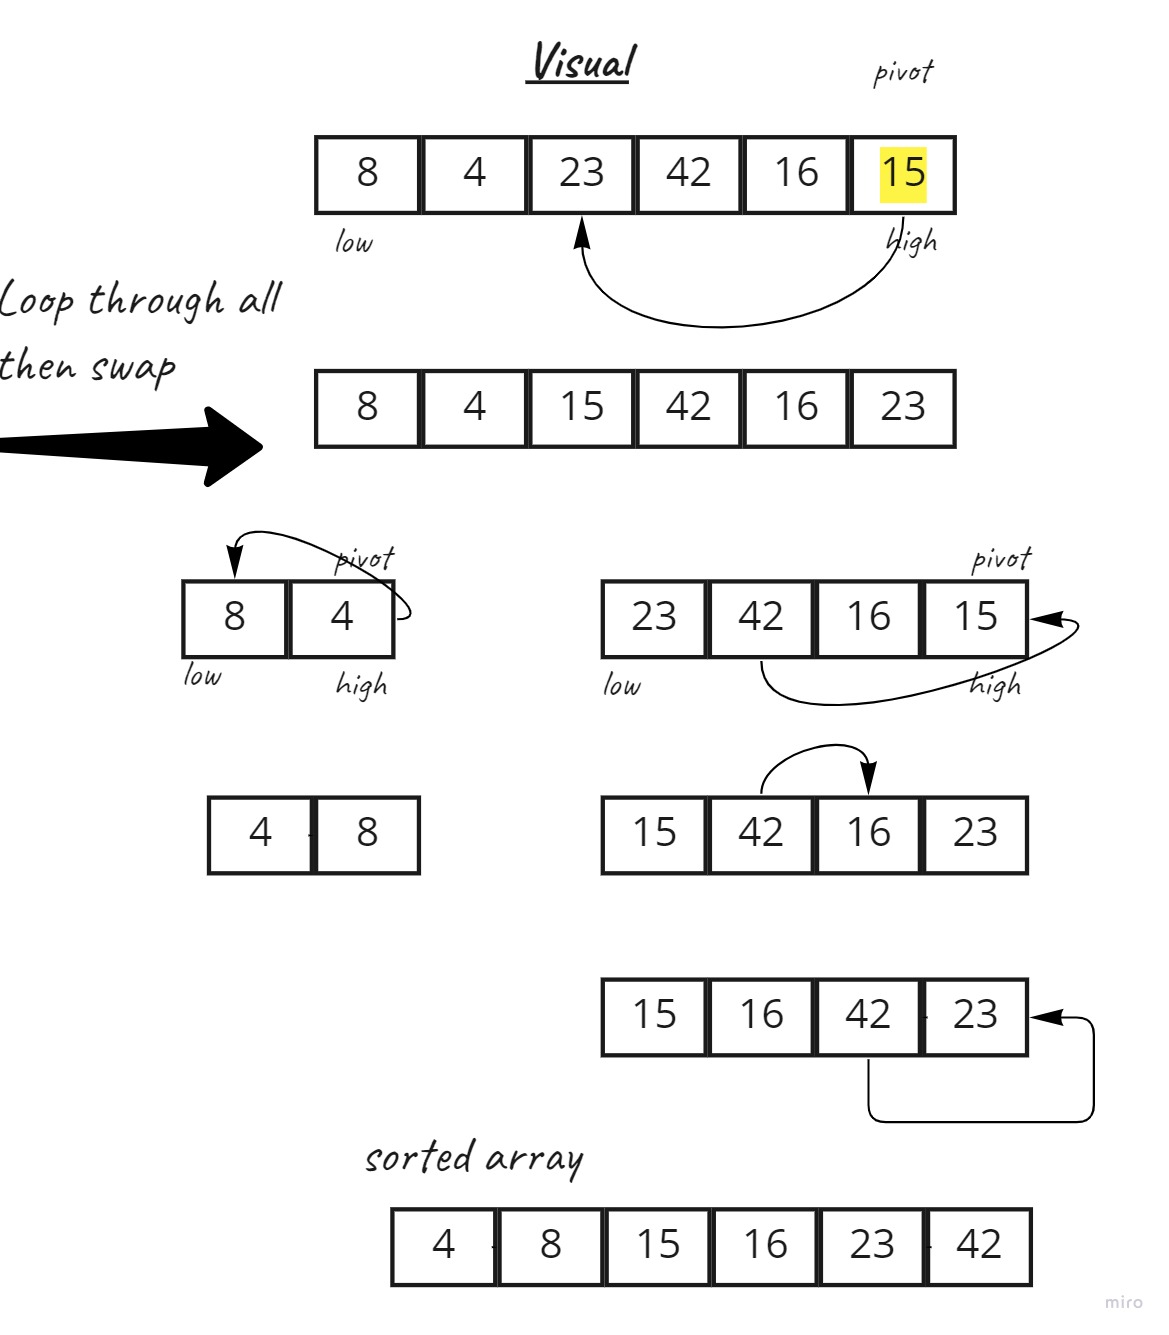 Visual
pivot
8 4 23 42 16 15
low high
Loop through all
then swap
8 4 15 42 16 23
pivot pivot
8 4 23 42 16 15
low high low high
4 8 15 42 16 23
15 16 42 23
sorted array
4 8 15 16 23 42
miro